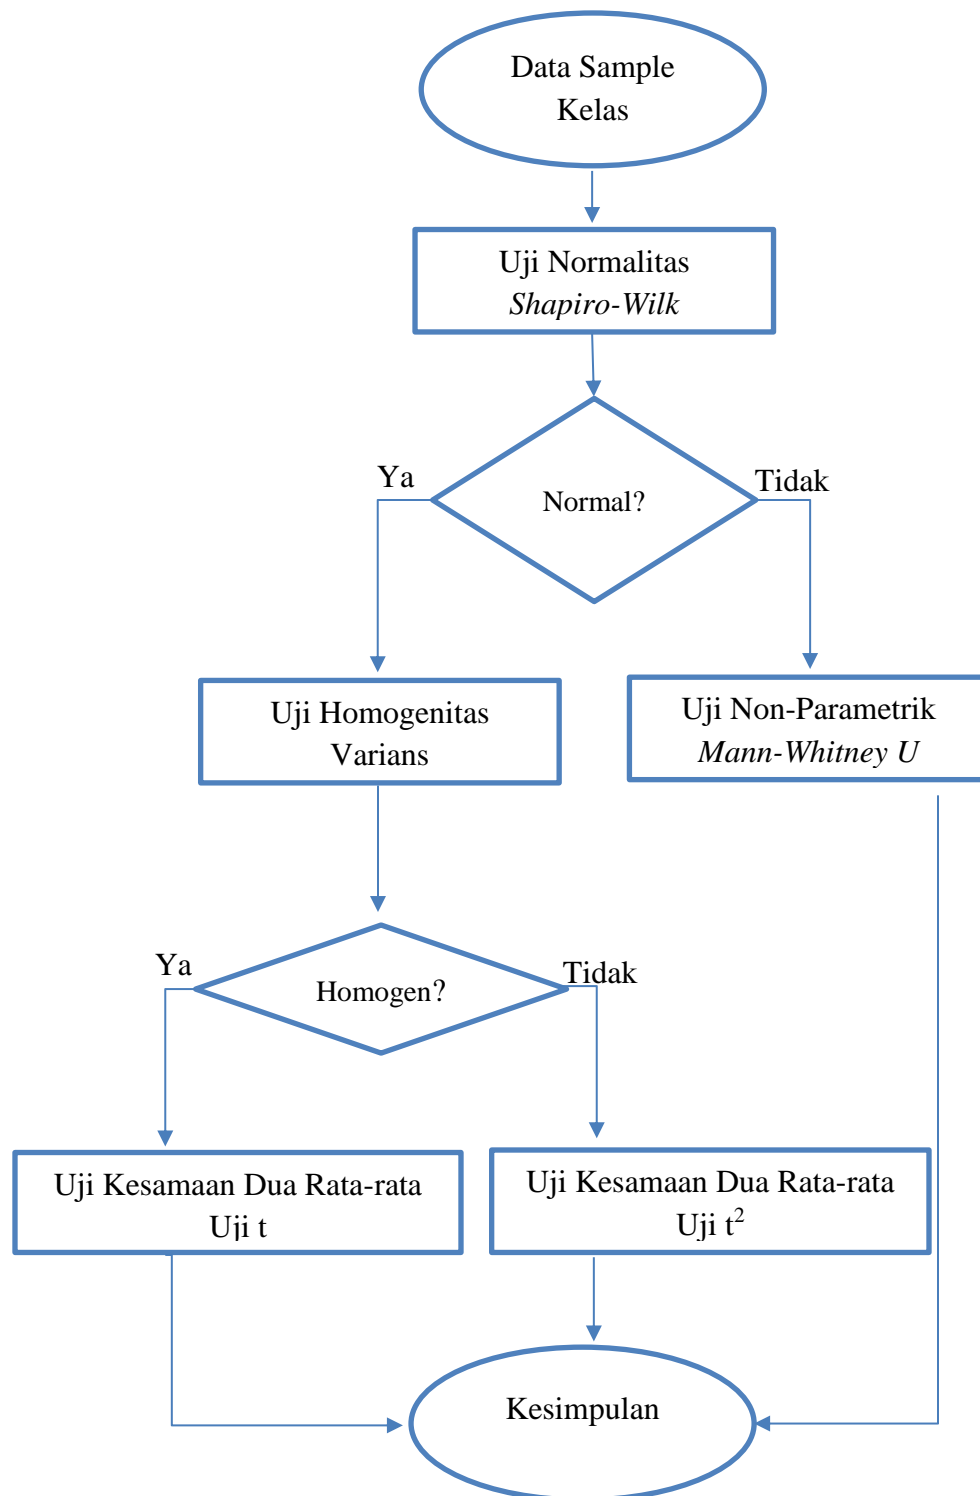 Data Sample
Kelas
Uji Normalitas
Shapiro-Wilk
Ya
Tidak
Normal?
Uji Homogenitas
Varians
Uji Non-Parametrik
Mann-Whitney U
Ya
Tidak
Homogen?
Uji Kesamaan Dua Rata-rata
Uji t
Uji Kesamaan Dua Rata-rata
Uji t²
Kesimpulan